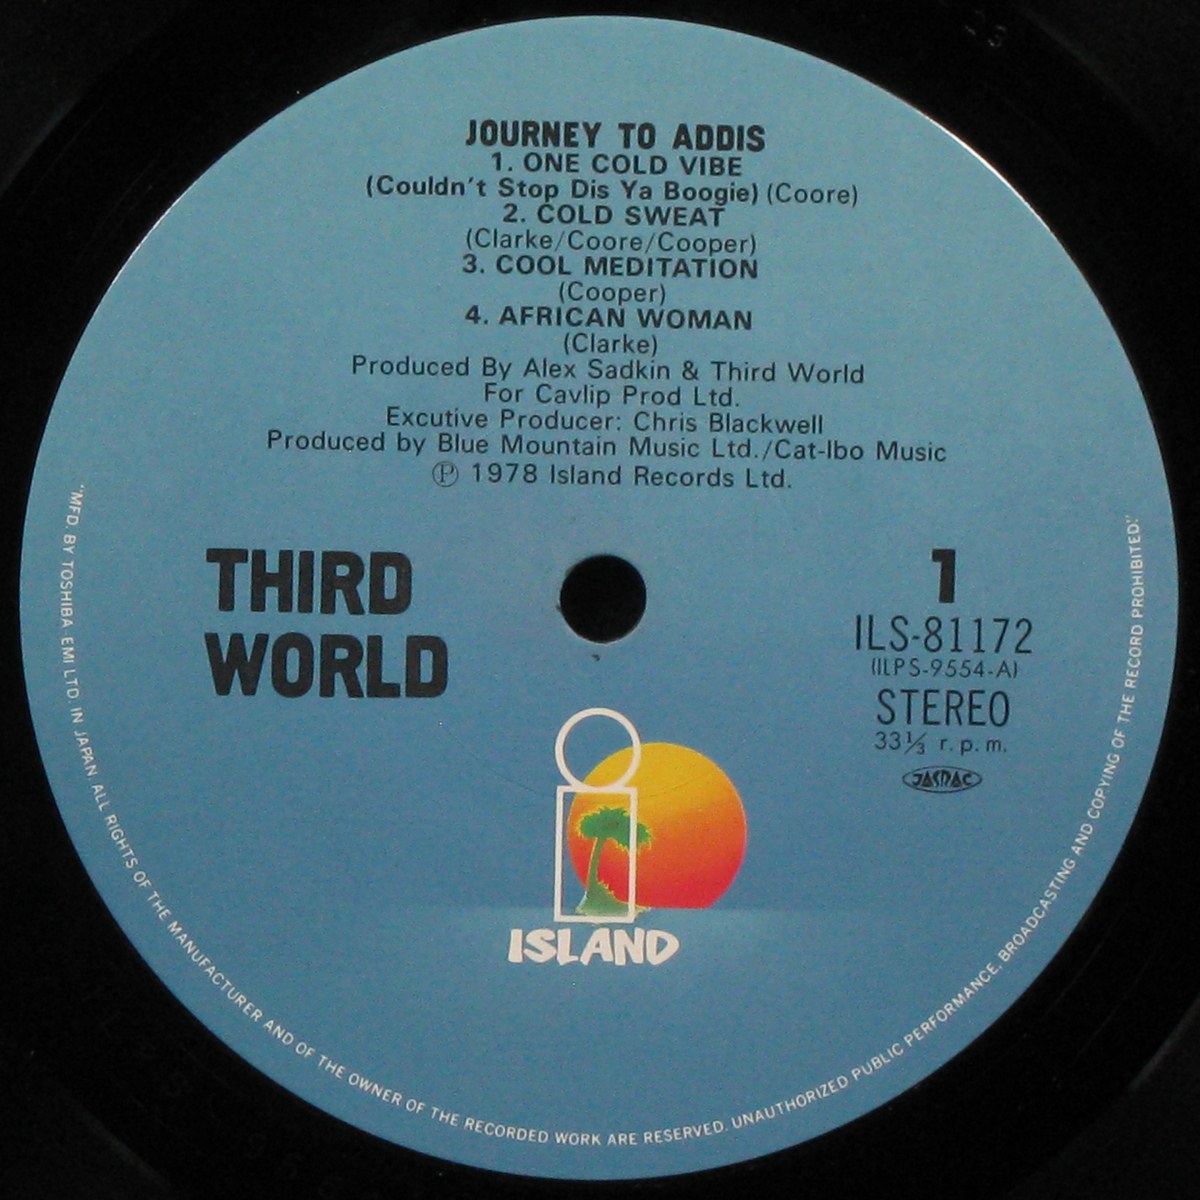 JOURNEY TO ADDIS
1. ONE COLD VIBE
(Couldn't Stop Dis Ya Boogie) (Coore)
2. COLD SWEAT
(Clarke/Coore/Cooper)
3. COOL MEDITATION
(Cooper)
4. AFRICAN WOMAN
(Clarke)
Produced By Alex Sadkin & Third World
For Cavlip Prod Ltd.
Excutive Producer: Chris Blackwell
Produced by Blue Mountain Music Ltd./Cat-Ibo Music
Ⓟ 1978 Island Records Ltd.
THIRD
WORLD
1
ILS-81172
(ILPS-9554-A)
STEREO
33⅓ r.p.m.
JASRAC
ISLAND
"MFD. BY TOSHIBA EMI LTD. IN JAPAN. ALL RIGHTS OF THE MANUFACTURER AND OF THE OWNER OF THE RECORDED WORK ARE RESERVED. UNAUTHORIZED PUBLIC PERFORMANCE, BROADCASTING AND COPYING OF THE RECORD PROHIBITED."